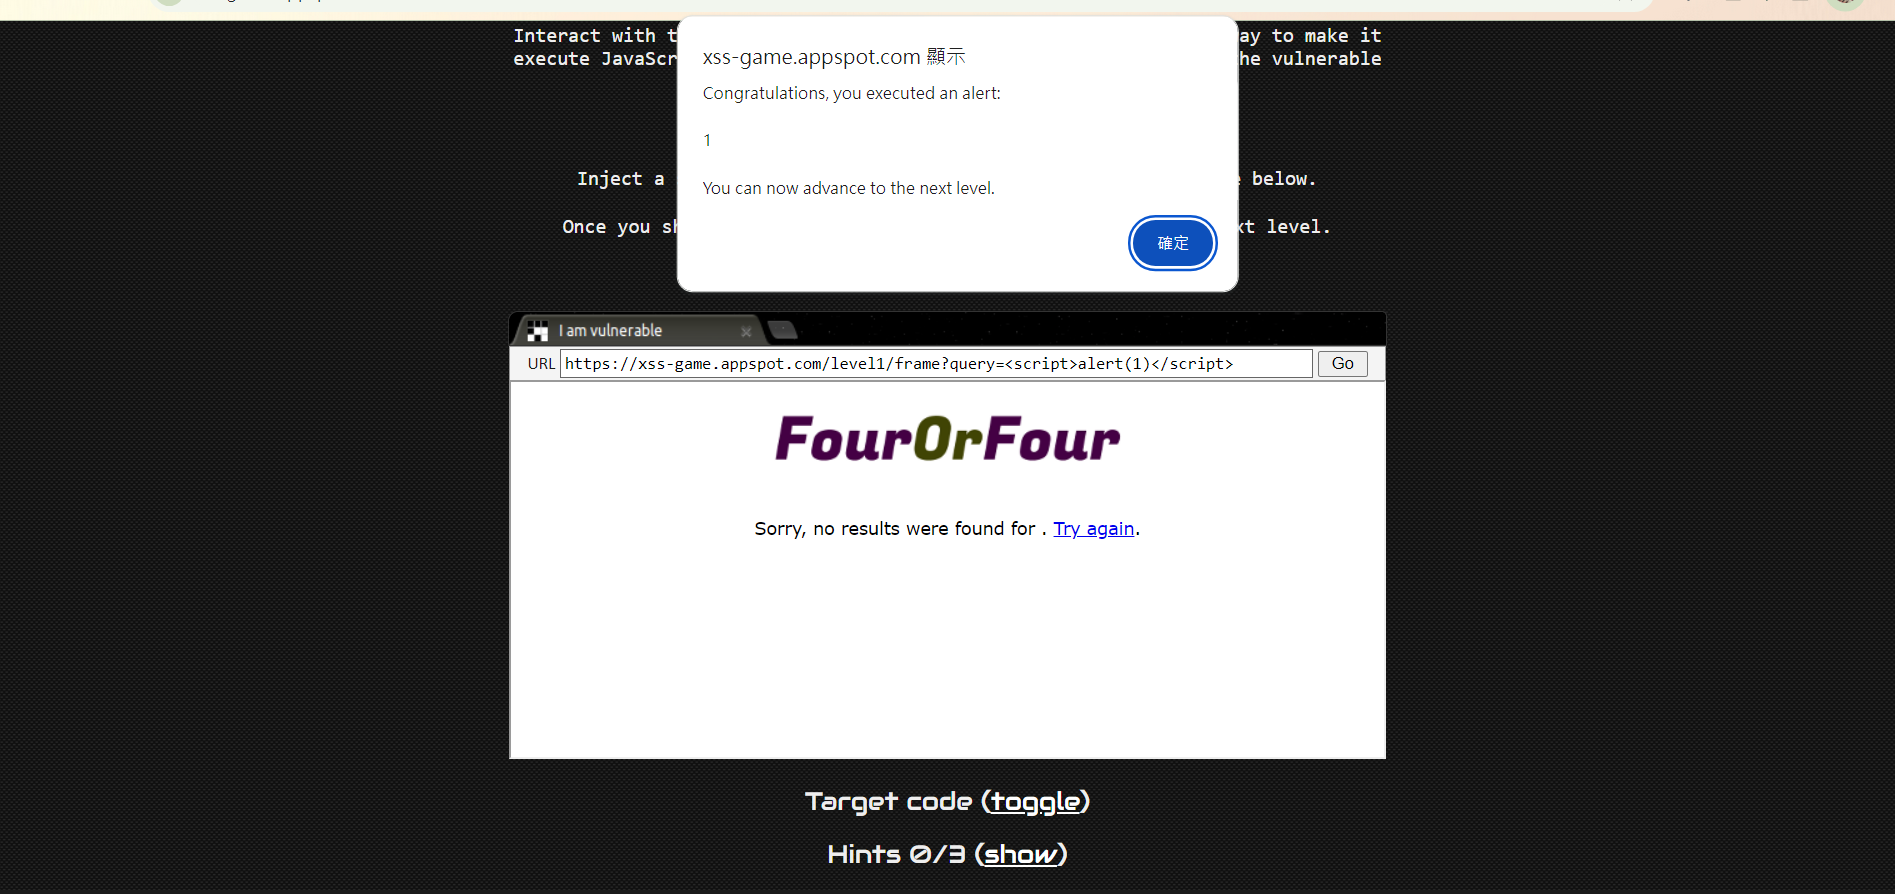 Interact with
ay to make it
execute JavaScr
he vulnerable
xss-game.appspot.com 顯示
Congratulations, you executed an alert:
1
You can now advance to the next level.
確定
Inject a
below.
Once you
xt level.
I am vulnerable
URL https://xss-game.appspot.com/level1/frame?query=<script>alert(1)</script> Go
FourOrFour
Sorry, no results were found for . Try again.
Target code (toggle)
Hints 0/3 (show)